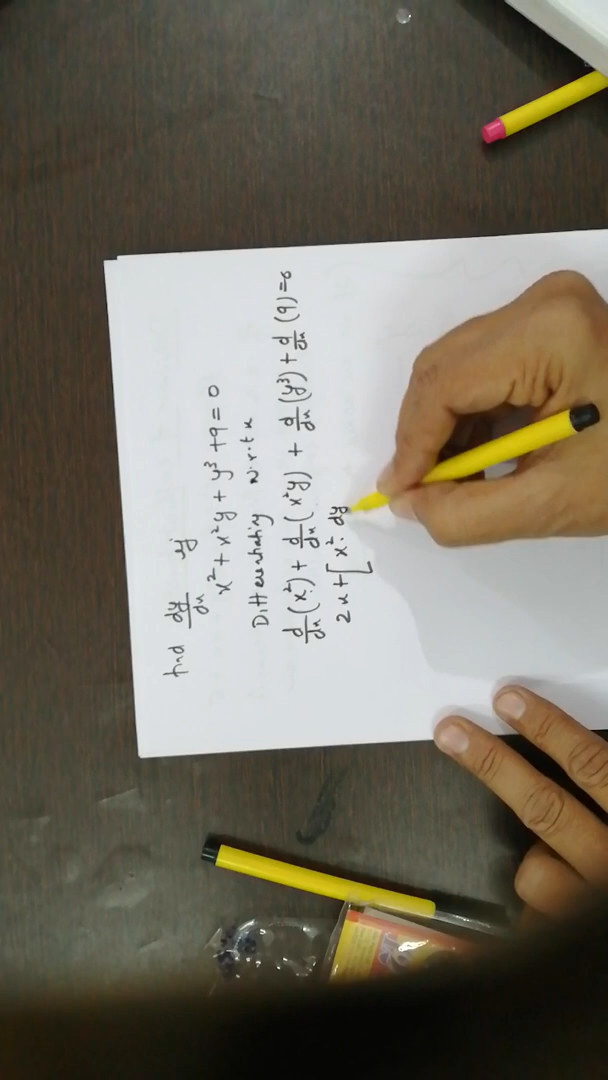 find dy/dx if
x² + x²y + y³ + 9 = 0
Differentiating w.r.t x
d/dx (x²) + d/dx (x²y) + d/dx (y³) + d/dx (9) = 0
2x + [x². dy